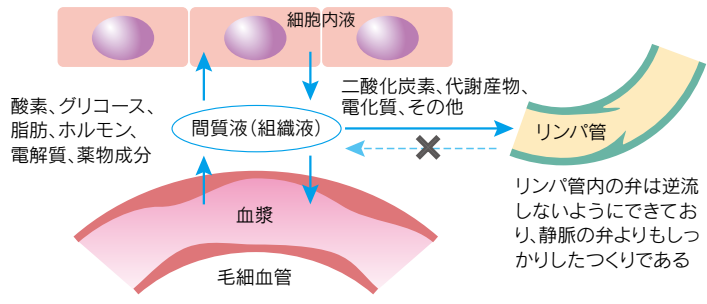 細胞内液
酸素、グリコース、
脂肪、ホルモン、
電解質、薬物成分
二酸化炭素、代謝産物、
電化質、その他
間質液（組織液）
リンパ管
リンパ管内の弁は逆流
しないようにできてお
り、静脈の弁よりもしっ
かりしたつくりである
血漿
毛細血管